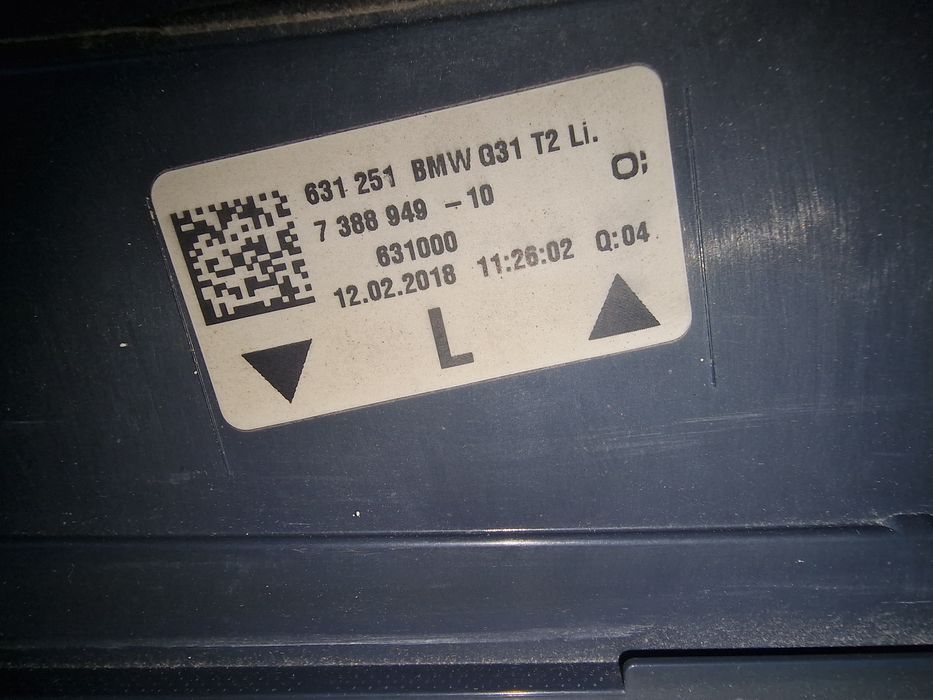 631 251 BMW G31 T2 Li.
7 388 949 - 10
631000
12.02.2018 11:26:02 Q:04
L